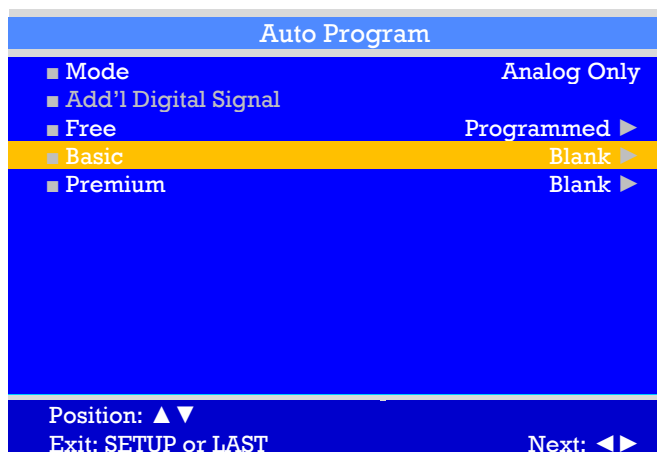 Auto Program
■ Mode Analog Only
■ Add’l Digital Signal
■ Free Programmed ►
■ Basic Blank ►
■ Premium Blank ►
Position: ▲▼
Exit: SETUP or LAST Next: ◄►